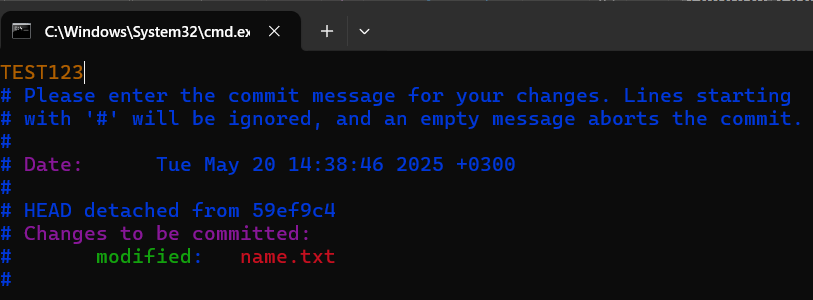 C:\Windows\System32\cmd.ex
TEST123
# Please enter the commit message for your changes. Lines starting
# with '#' will be ignored, and an empty message aborts the commit.
#
# Date:      Tue May 20 14:38:46 2025 +0300
#
# HEAD detached from 59ef9c4
# Changes to be committed:
#       modified:   name.txt
#